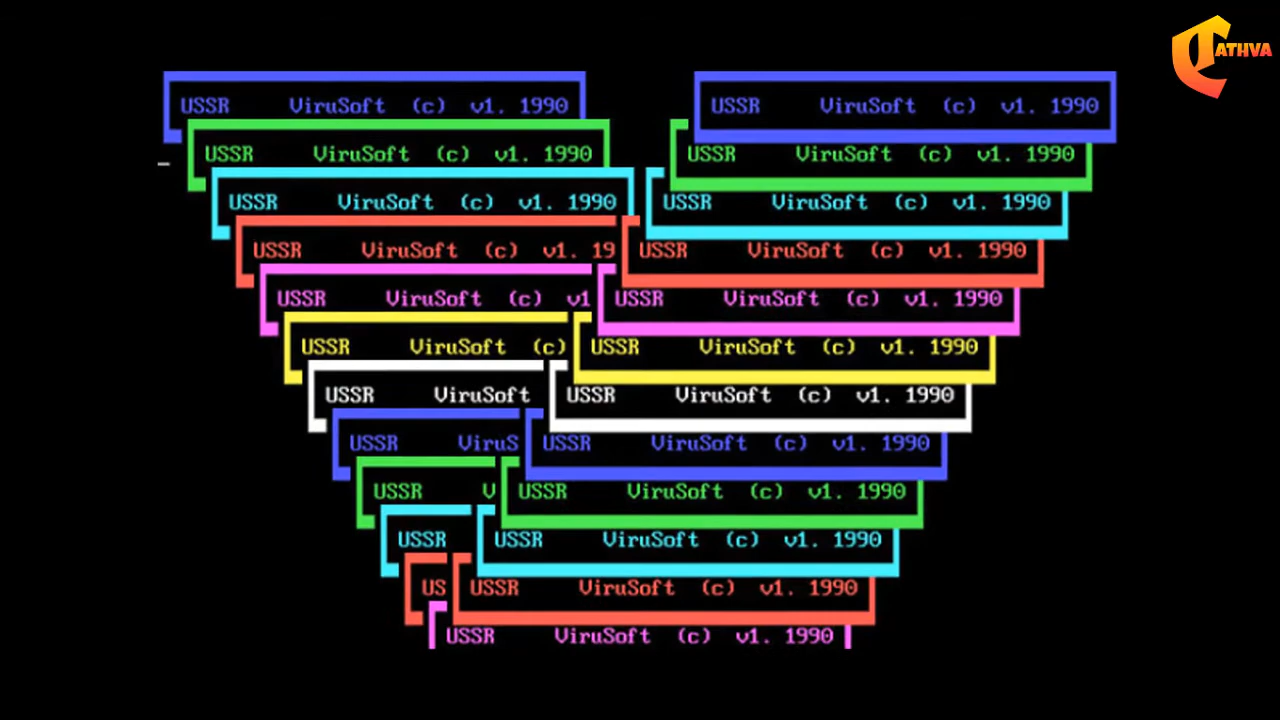 TATHVA
USSR ViruSoft (c) v1. 1990 USSR ViruSoft (c) v1. 1990
USSR ViruSoft (c) v1. 1990 USSR ViruSoft (c) v1. 1990
USSR ViruSoft (c) v1. 1990 USSR ViruSoft (c) v1. 1990
USSR ViruSoft (c) v1. 19 USSR ViruSoft (c) v1. 1990
USSR ViruSoft (c) v1 USSR ViruSoft (c) v1. 1990
USSR ViruSoft (c) USSR ViruSoft (c) v1. 1990
USSR ViruSoft USSR ViruSoft (c) v1. 1990
USSR ViruS USSR ViruSoft (c) v1. 1990
USSR V USSR ViruSoft (c) v1. 1990
USSR USSR ViruSoft (c) v1. 1990
US USSR ViruSoft (c) v1. 1990
USSR ViruSoft (c) v1. 1990